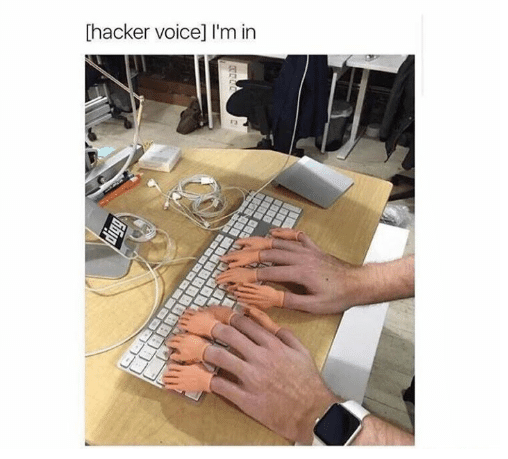 [hacker voice] I'm in
digg